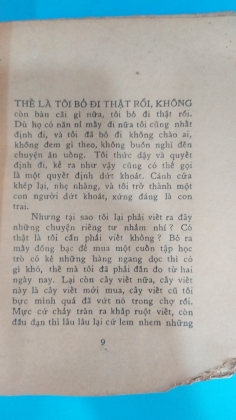 THẾ LÀ TÔI BỎ ĐI THẬT RỒI, KHÔNG
còn bàn cãi gì nữa, tôi bỏ đi thật rồi.
Dù họ có năn nỉ mấy đi nữa tôi cũng nhất
định đi, và tôi đã bỏ đi không chào ai,
không đem gì theo, không buồn nghĩ đến
chuyện ăn uống. Tôi thức dậy và quyết
định đi, kể ra như vậy cũng có thể gọi
là một quyết định dứt khoát. Cánh cửa
khép lại, nhẹ nhàng, và tôi trở thành một
con người dứt khoát, xứng đáng là con
trai.
Nhưng tại sao tôi lại phải viết ra đây
những chuyện riêng tư nhảm nhí ? Có
thật là tôi cần phải viết không ? Bỏ ra
mấy đồng bạc để mua một cuốn tập học
trò có kẻ những hàng ngang dọc thì có
gì khó, thế mà tôi đã phải đắn đo từ hai
ngày nay. Lại còn cây viết nữa, cây viết
này là cây viết mới mua, cây viết cũ tôi
bực mình quá đã vứt nó trong chợ rồi.
Mực cứ chảy tràn ra khắp ruột viết, còn
đầu đạn thì lâu lâu lại cứ lem nhem những
9